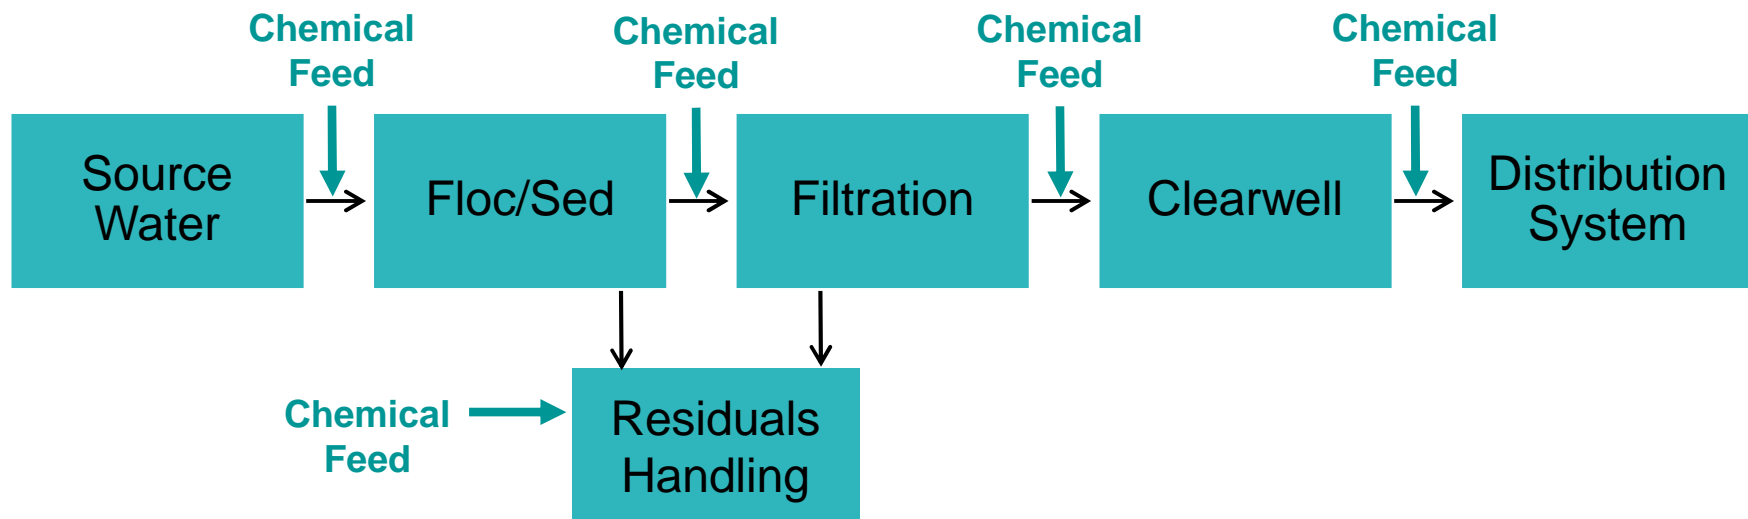 Chemical
Feed
Chemical
Feed
Chemical
Feed
Chemical
Feed
Source
Water
Floc/Sed
Filtration
Clearwell
Distribution
System
Chemical
Feed
Residuals
Handling